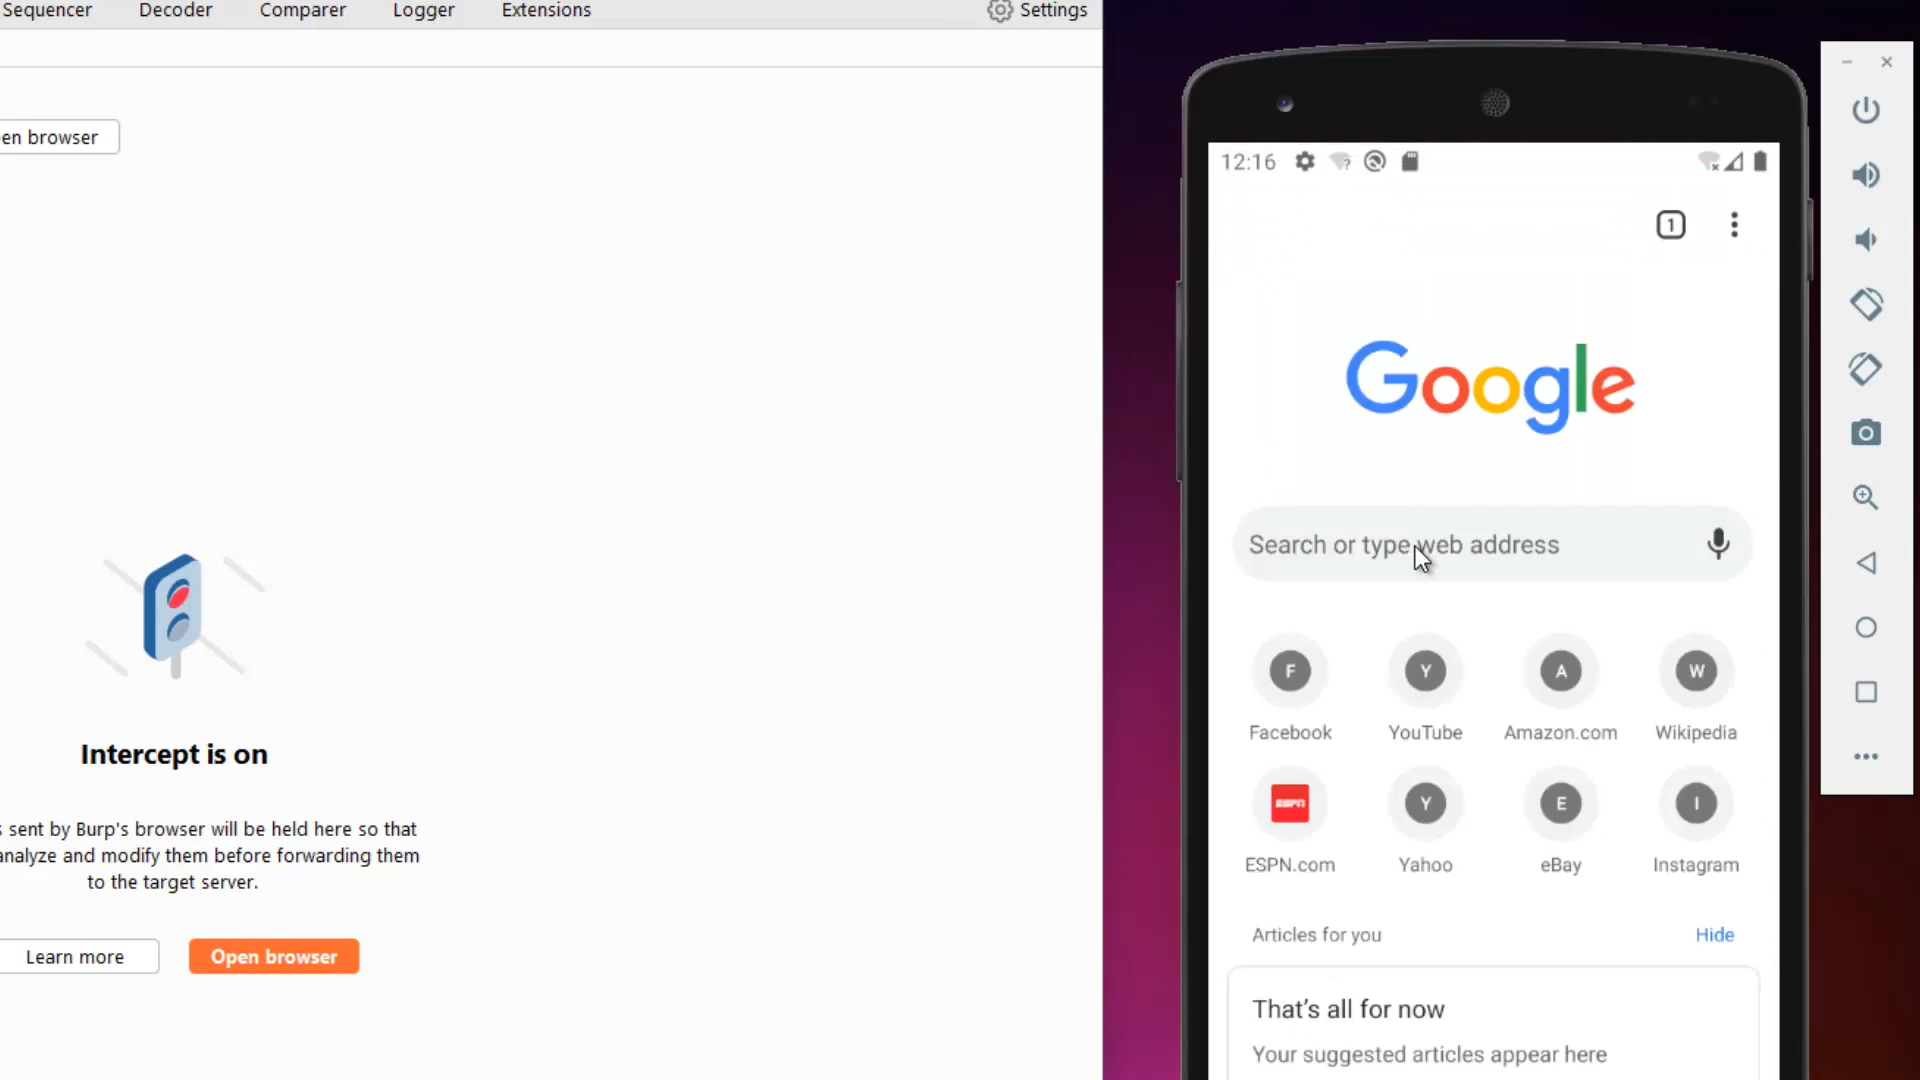 Sequencer Decoder Comparer Logger Extensions Settings
en browser
Intercept is on
s sent by Burp's browser will be held here so that
analyze and modify them before forwarding them
to the target server.
Learn more Open browser
12:16
1
Google
Search or type web address
F Y A W
Facebook YouTube Amazon.com Wikipedia
ESPN Y E I
ESPN.com Yahoo eBay Instagram
Articles for you Hide
That's all for now
Your suggested articles appear here